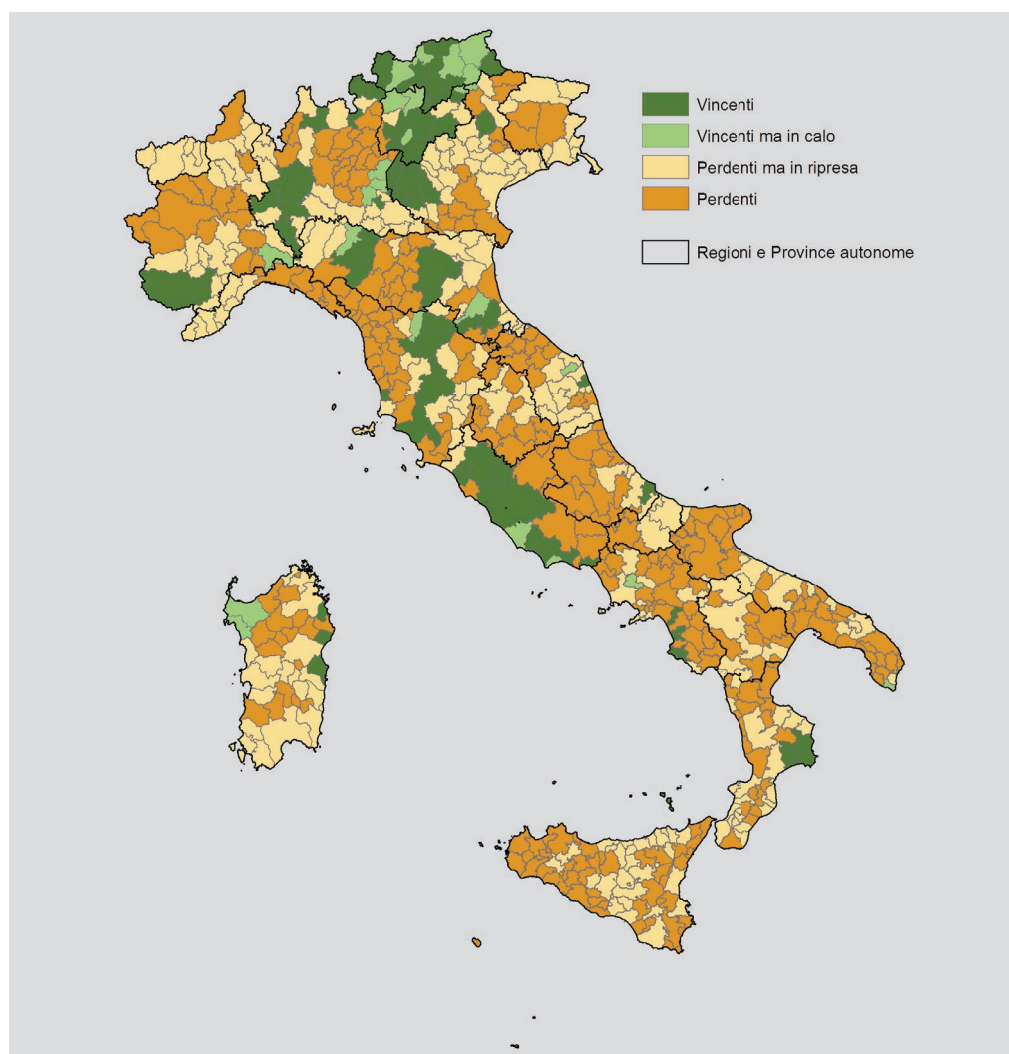 Vincenti
Vincenti ma in calo
Perdenti ma in ripresa
Perdenti
Regioni e Province autonome